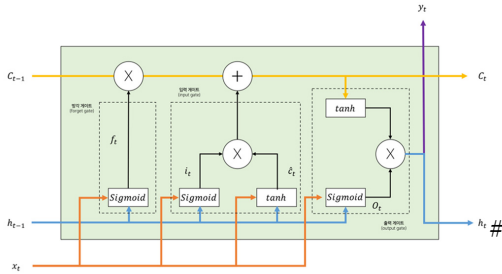 y_t
C_{t-1}
×
+
C_t
망각 게이트
(forget gate)
입력 게이트
(input gate)
tanh
f_t
×
×
i_t
ĉ_t
Sigmoid
Sigmoid
tanh
Sigmoid
O_t
h_{t-1}
출력 게이트
(output gate)
h_t #
x_t